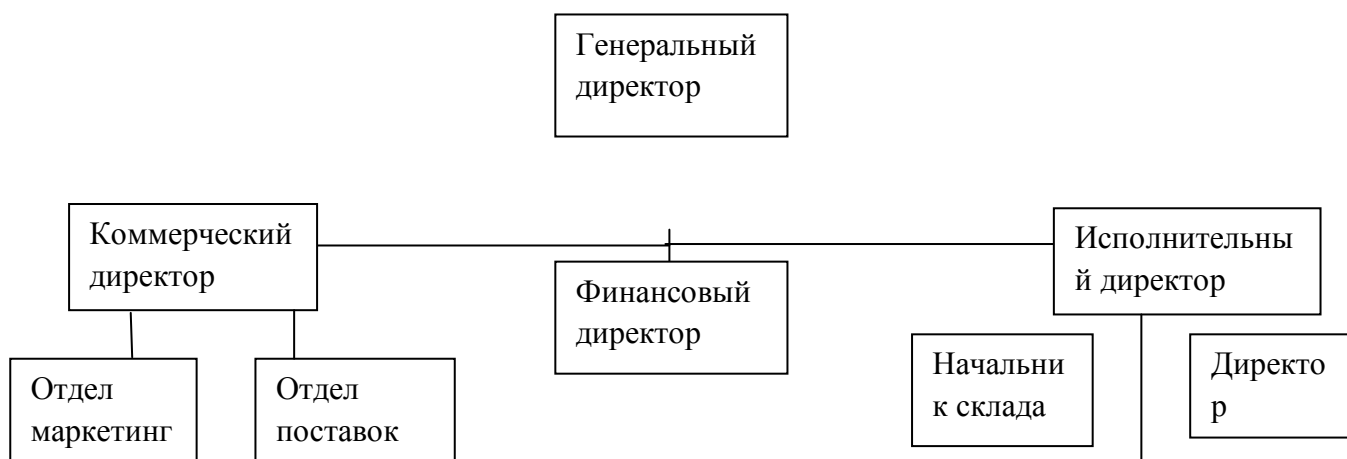 Генеральный
директор
Коммерческий
директор
Финансовый
директор
Исполнительны
й директор
Отдел
маркетинг
Отдел
поставок
Начальни
к склада
Директо
р